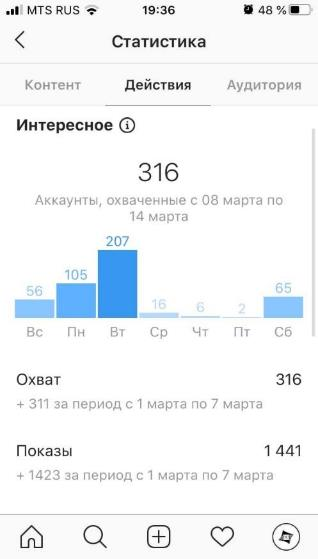 MTS RUS 19:36 48 %
Статистика
Контент Действия Аудитория
Интересное
316
Аккаунты, охваченные с 08 марта по
14 марта
207
105
56
16
6
2
65
Вс Пн Вт Ср Чт Пт Сб
Охват 316
+ 311 за период с 1 марта по 7 марта
Показы 1 441
+ 1423 за период с 1 марта по 7 марта